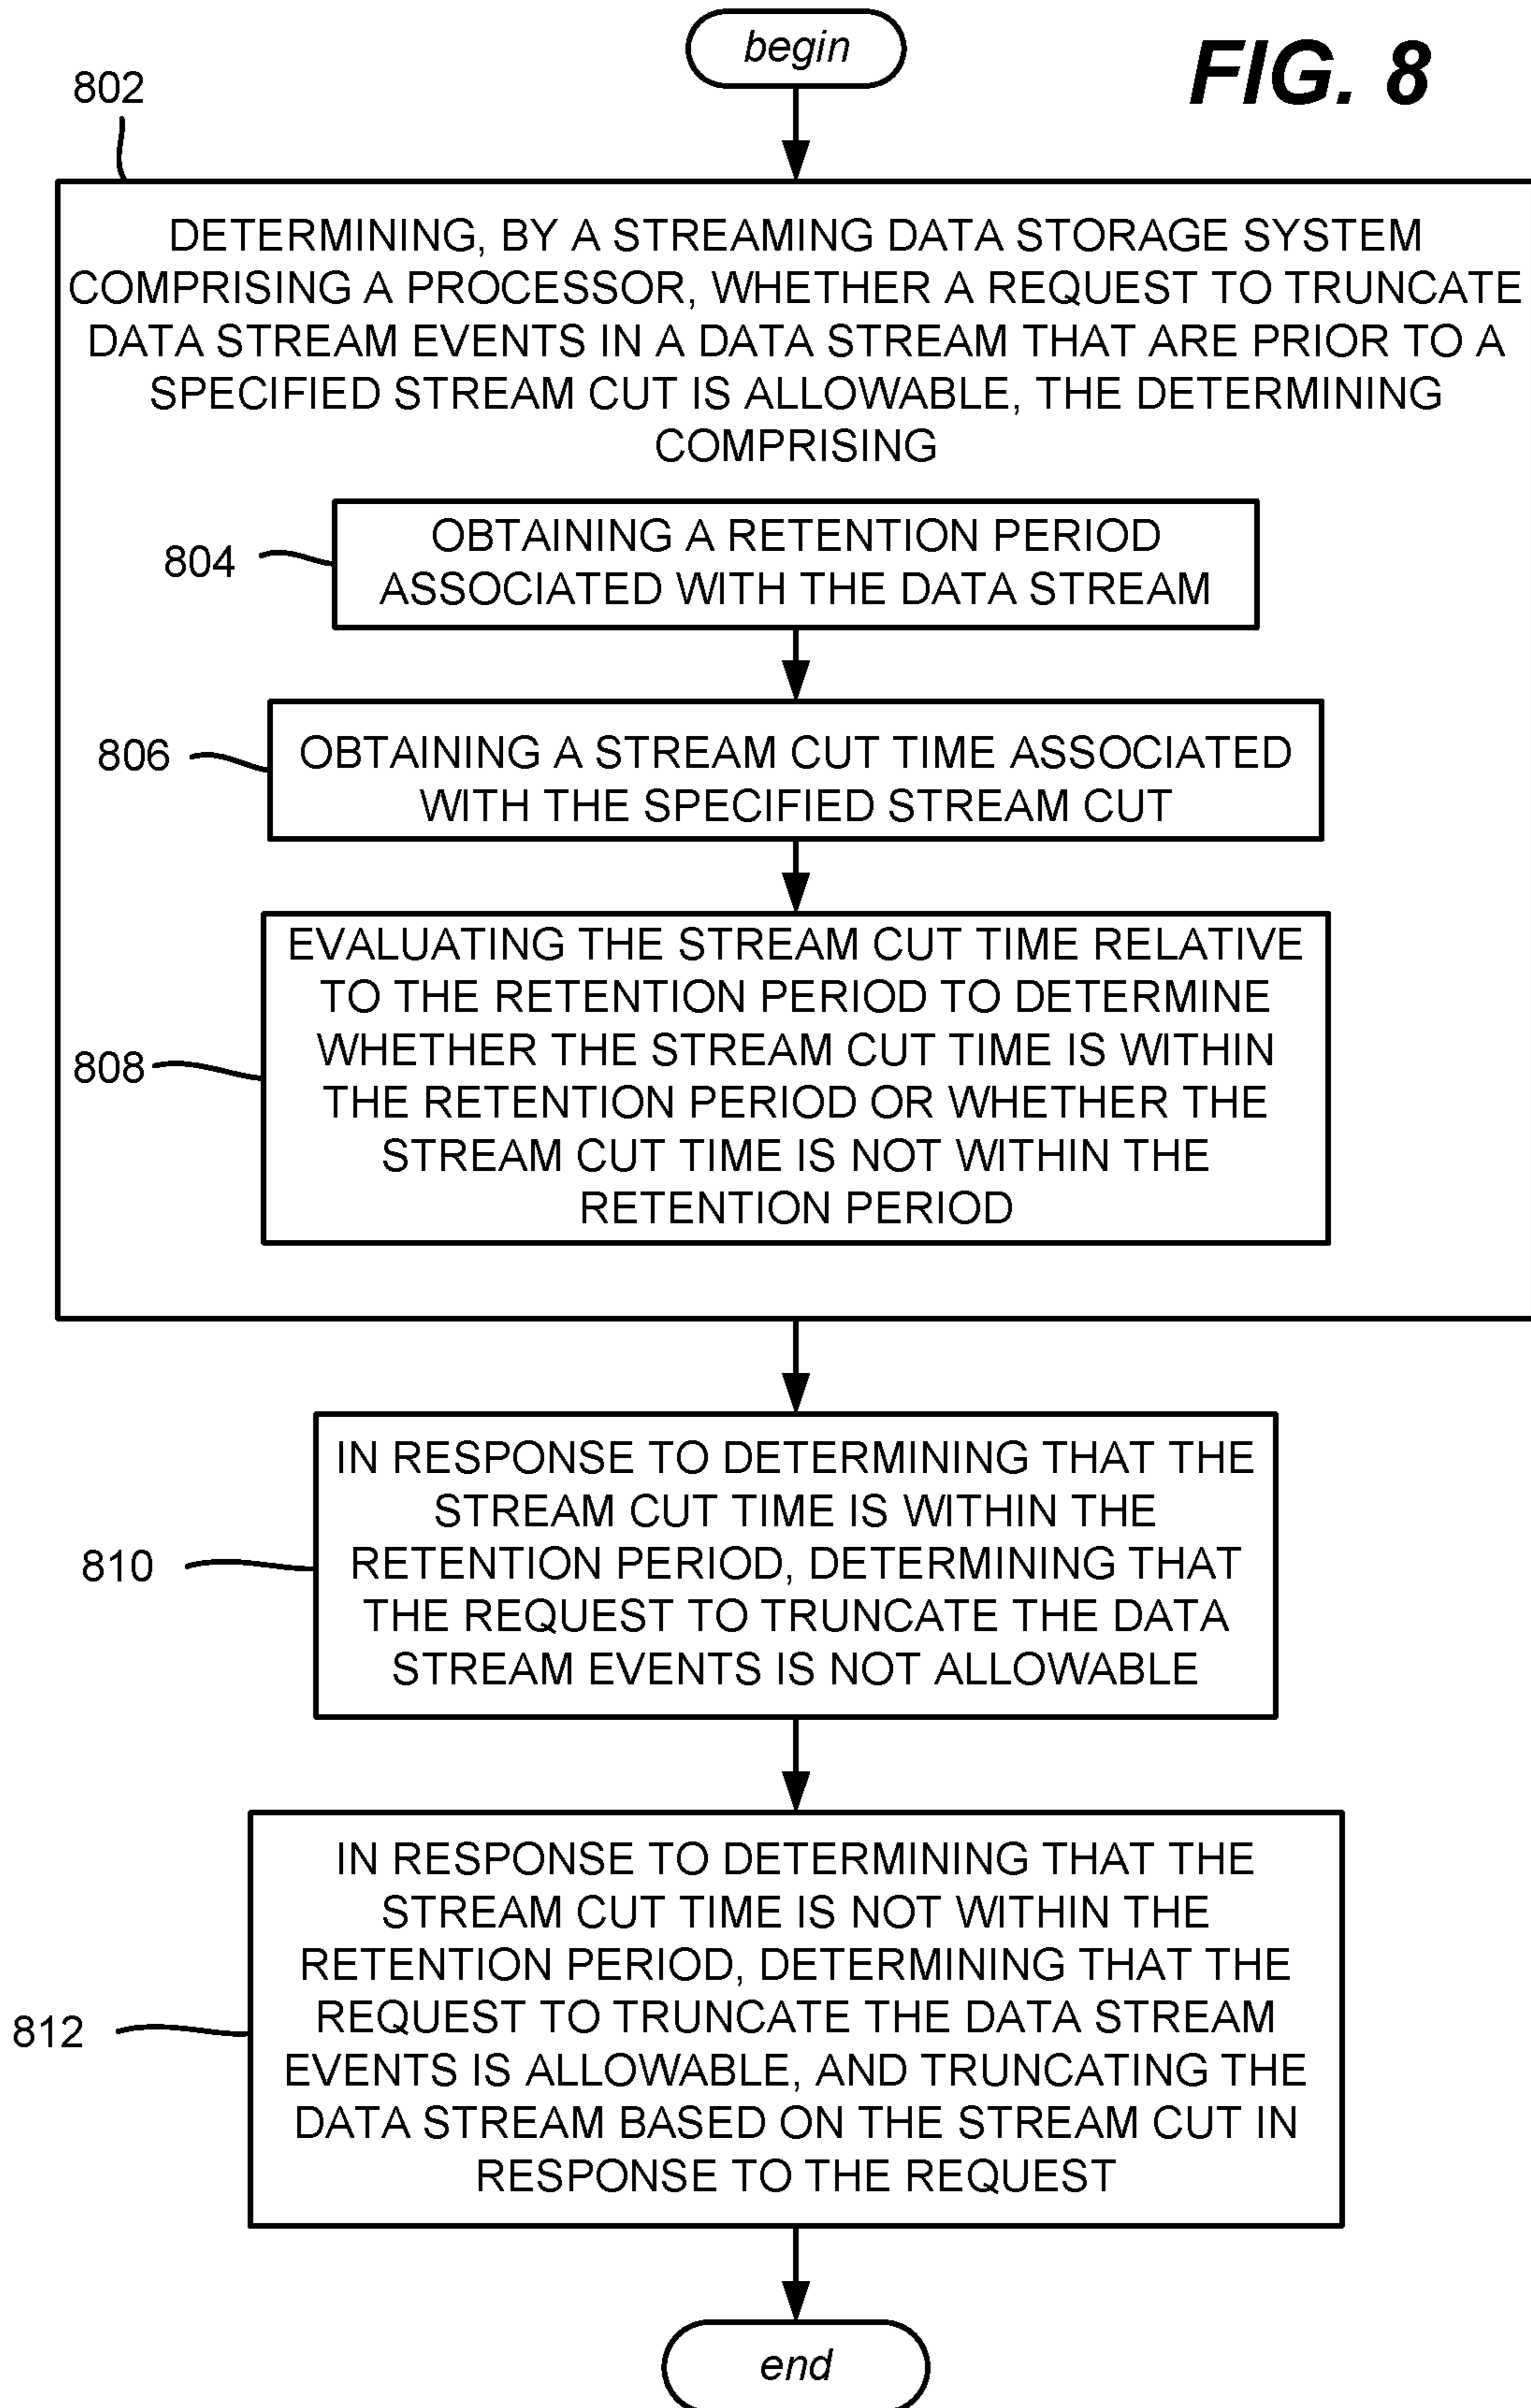 begin
FIG. 8
802
DETERMINING, BY A STREAMING DATA STORAGE SYSTEM
COMPRISING A PROCESSOR, WHETHER A REQUEST TO TRUNCATE
DATA STREAM EVENTS IN A DATA STREAM THAT ARE PRIOR TO A
SPECIFIED STREAM CUT IS ALLOWABLE, THE DETERMINING
COMPRISING
804
OBTAINING A RETENTION PERIOD
ASSOCIATED WITH THE DATA STREAM
806
OBTAINING A STREAM CUT TIME ASSOCIATED
WITH THE SPECIFIED STREAM CUT
808
EVALUATING THE STREAM CUT TIME RELATIVE
TO THE RETENTION PERIOD TO DETERMINE
WHETHER THE STREAM CUT TIME IS WITHIN
THE RETENTION PERIOD OR WHETHER THE
STREAM CUT TIME IS NOT WITHIN THE
RETENTION PERIOD
810
IN RESPONSE TO DETERMINING THAT THE
STREAM CUT TIME IS WITHIN THE
RETENTION PERIOD, DETERMINING THAT
THE REQUEST TO TRUNCATE THE DATA
STREAM EVENTS IS NOT ALLOWABLE
812
IN RESPONSE TO DETERMINING THAT THE
STREAM CUT TIME IS NOT WITHIN THE
RETENTION PERIOD, DETERMINING THAT THE
REQUEST TO TRUNCATE THE DATA STREAM
EVENTS IS ALLOWABLE, AND TRUNCATING THE
DATA STREAM BASED ON THE STREAM CUT IN
RESPONSE TO THE REQUEST
end